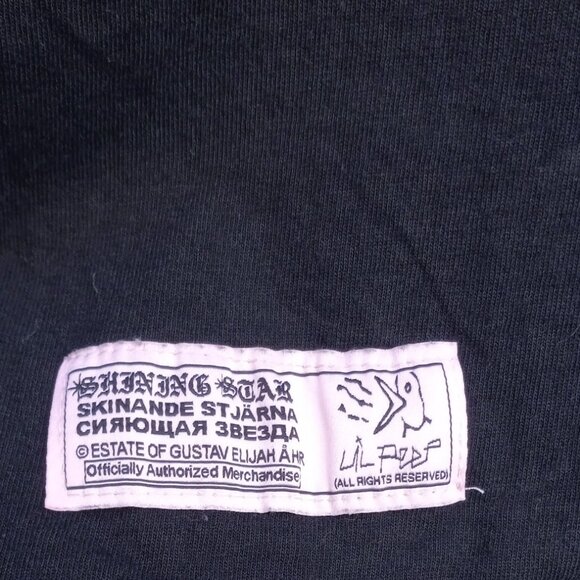 SHINING STAR
SKINANDE STJÄRNA
СИЯЮЩАЯ ЗВЕЗДА
© ESTATE OF GUSTAV ELIJAH ÅHR
Officially Authorized Merchandise
LiL PEEP
(ALL RIGHTS RESERVED)